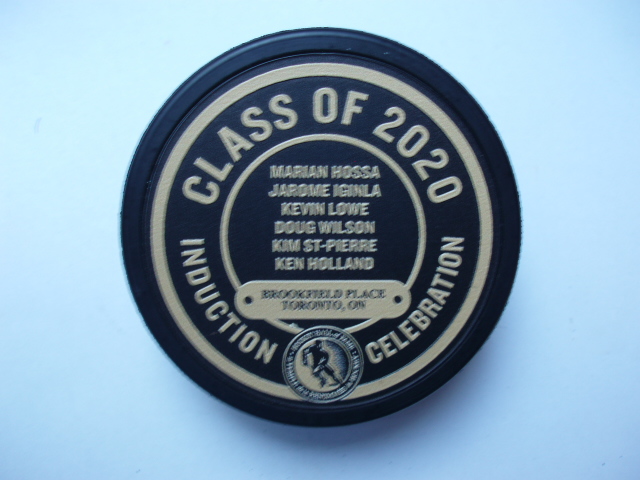 CLASS OF 2020
MARIAN HOSSA
JAROME IGINLA
KEVIN LOWE
DOUG WILSON
KIM ST-PIERRE
KEN HOLLAND
BROOKFIELD PLACE
TORONTO, ON
INDUCTION CELEBRATION